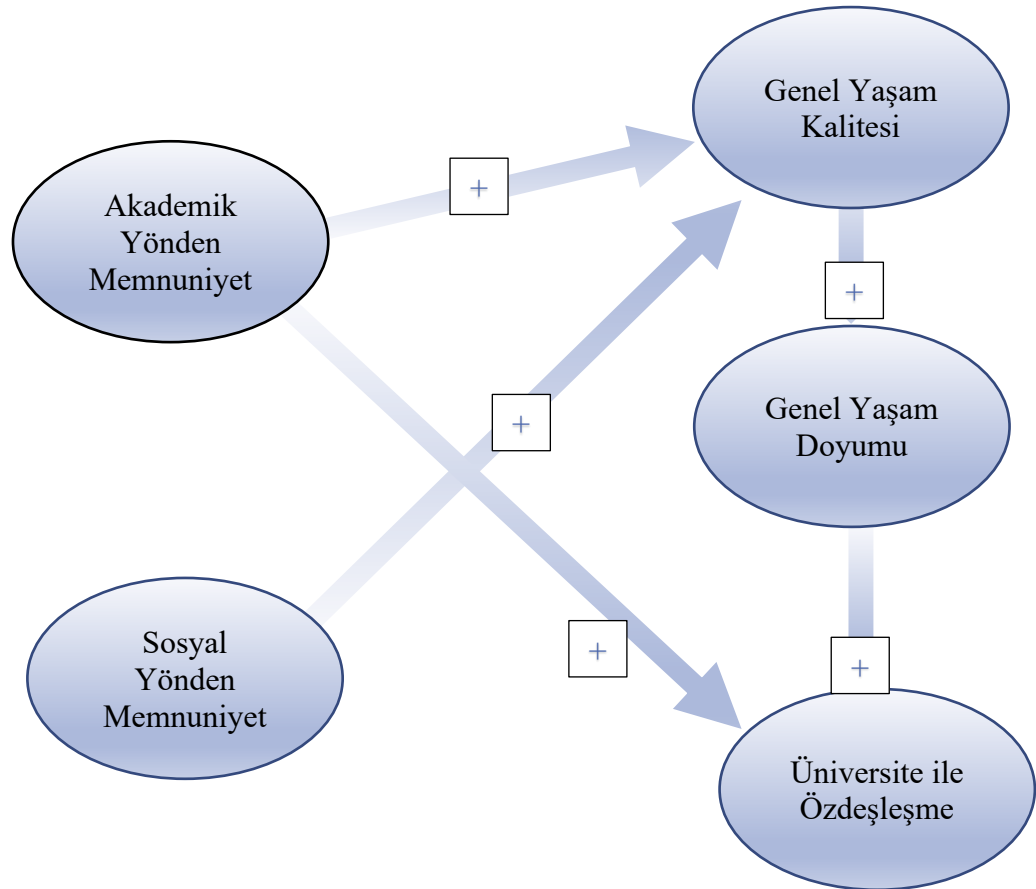 Genel Yaşam
Kalitesi
+
Akademik
Yönden
Memnuniyet
+
+
Genel Yaşam
Doyumu
+
Sosyal
Yönden
Memnuniyet
+
Üniversite ile
Özdeşleşme